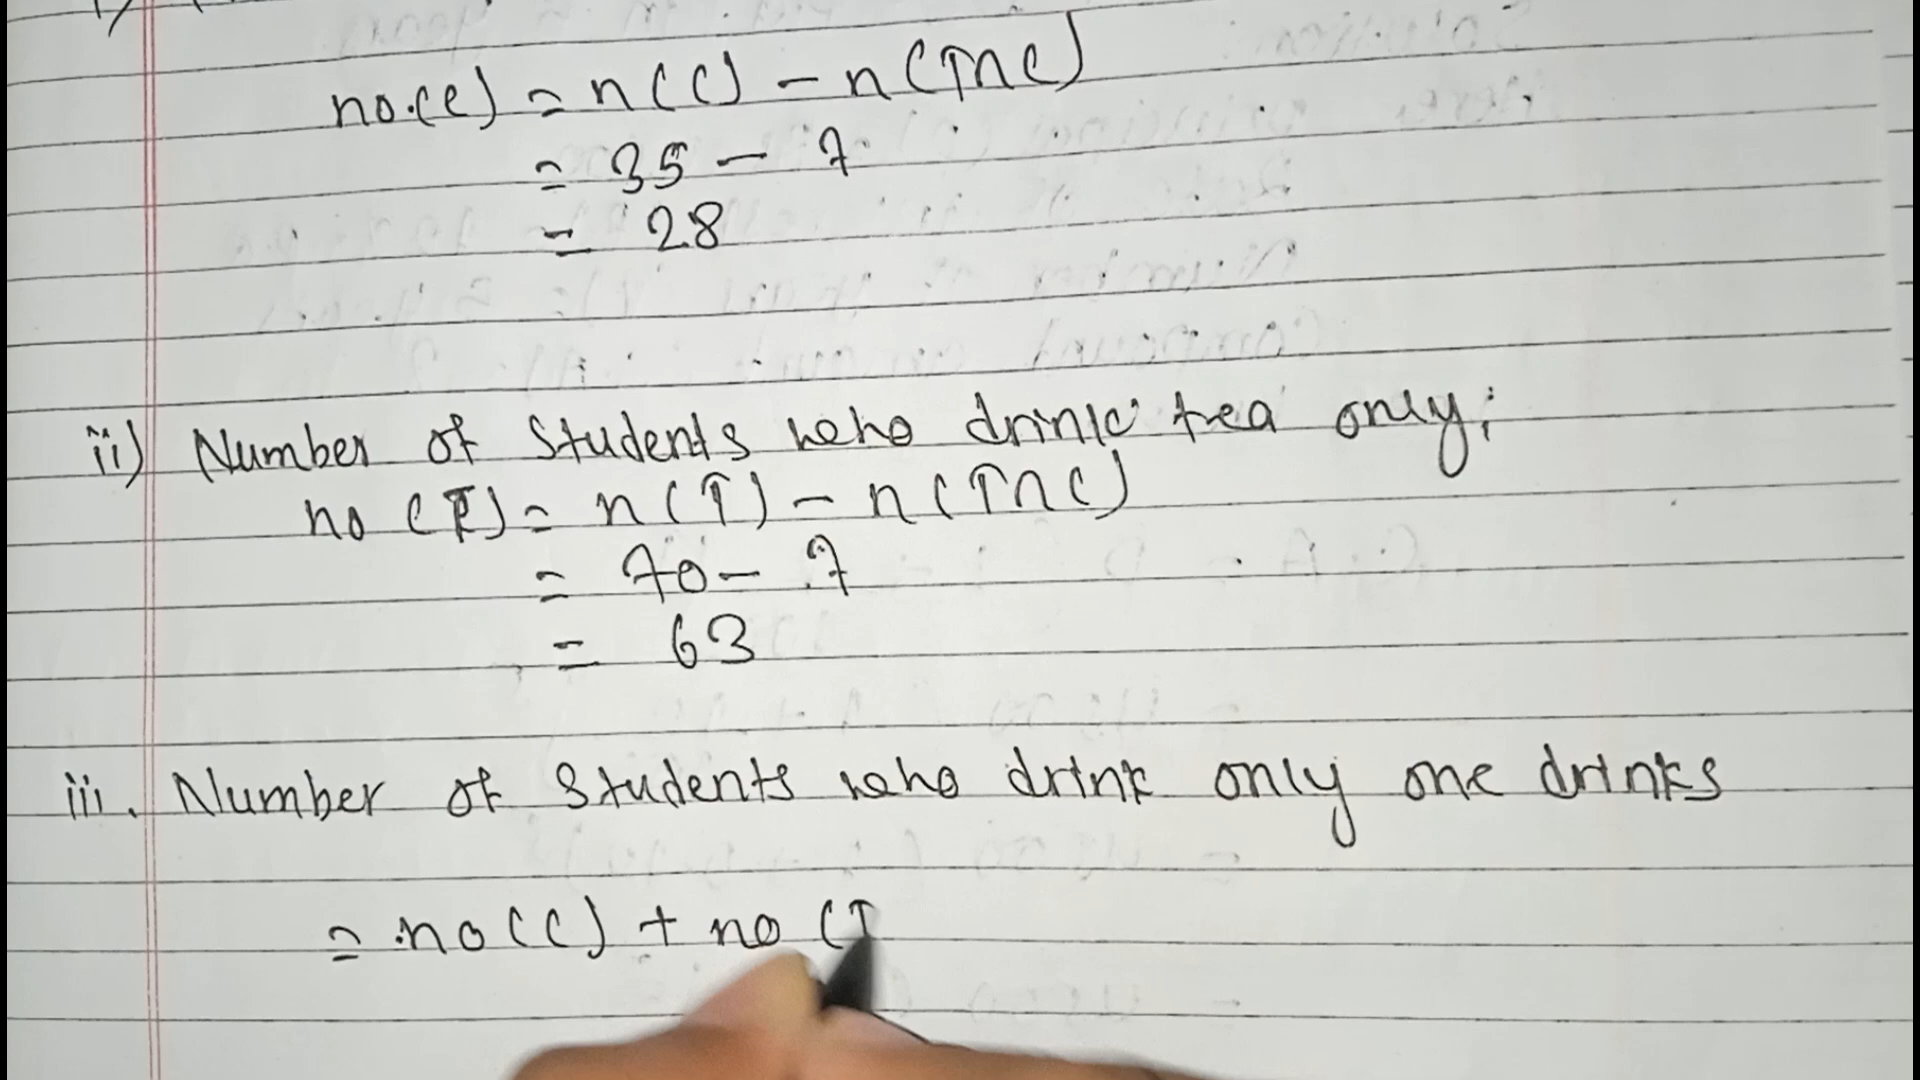 no.(c) = n(C) - n(T∩C)
= 35 - 7
= 28
ii) Number of Students who drink tea only;
no (T) = n(T) - n(T∩C)
= 70 - 7
= 63
iii. Number of Students who drink only one drinks
= no(C) + no (T